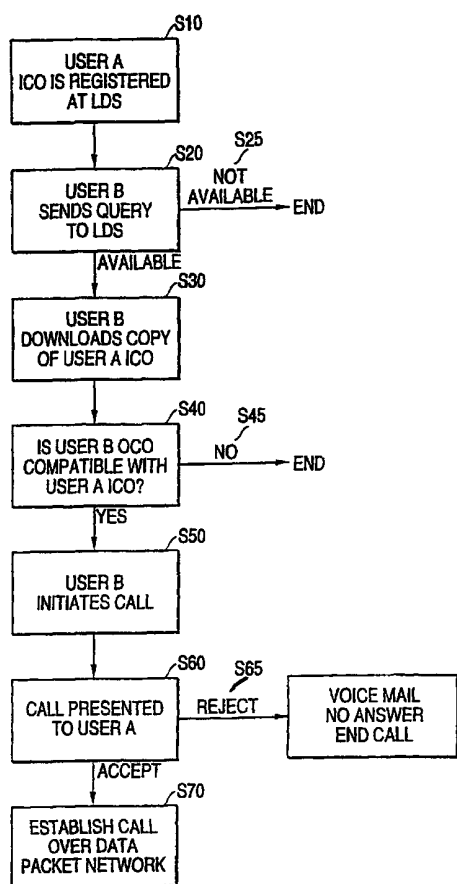 S10
USER A
ICO IS REGISTERED
AT LDS
S20
S25
USER B
SENDS QUERY
TO LDS
NOT
AVAILABLE
END
AVAILABLE
S30
USER B
DOWNLOADS COPY
OF USER A ICO
S40
S45
IS USER B OCO
COMPATIBLE WITH
USER A ICO?
NO
END
YES
S50
USER B
INITIATES CALL
S60
S65
CALL PRESENTED
TO USER A
REJECT
VOICE MAIL
NO ANSWER
END CALL
ACCEPT
S70
ESTABLISH CALL
OVER DATA
PACKET NETWORK